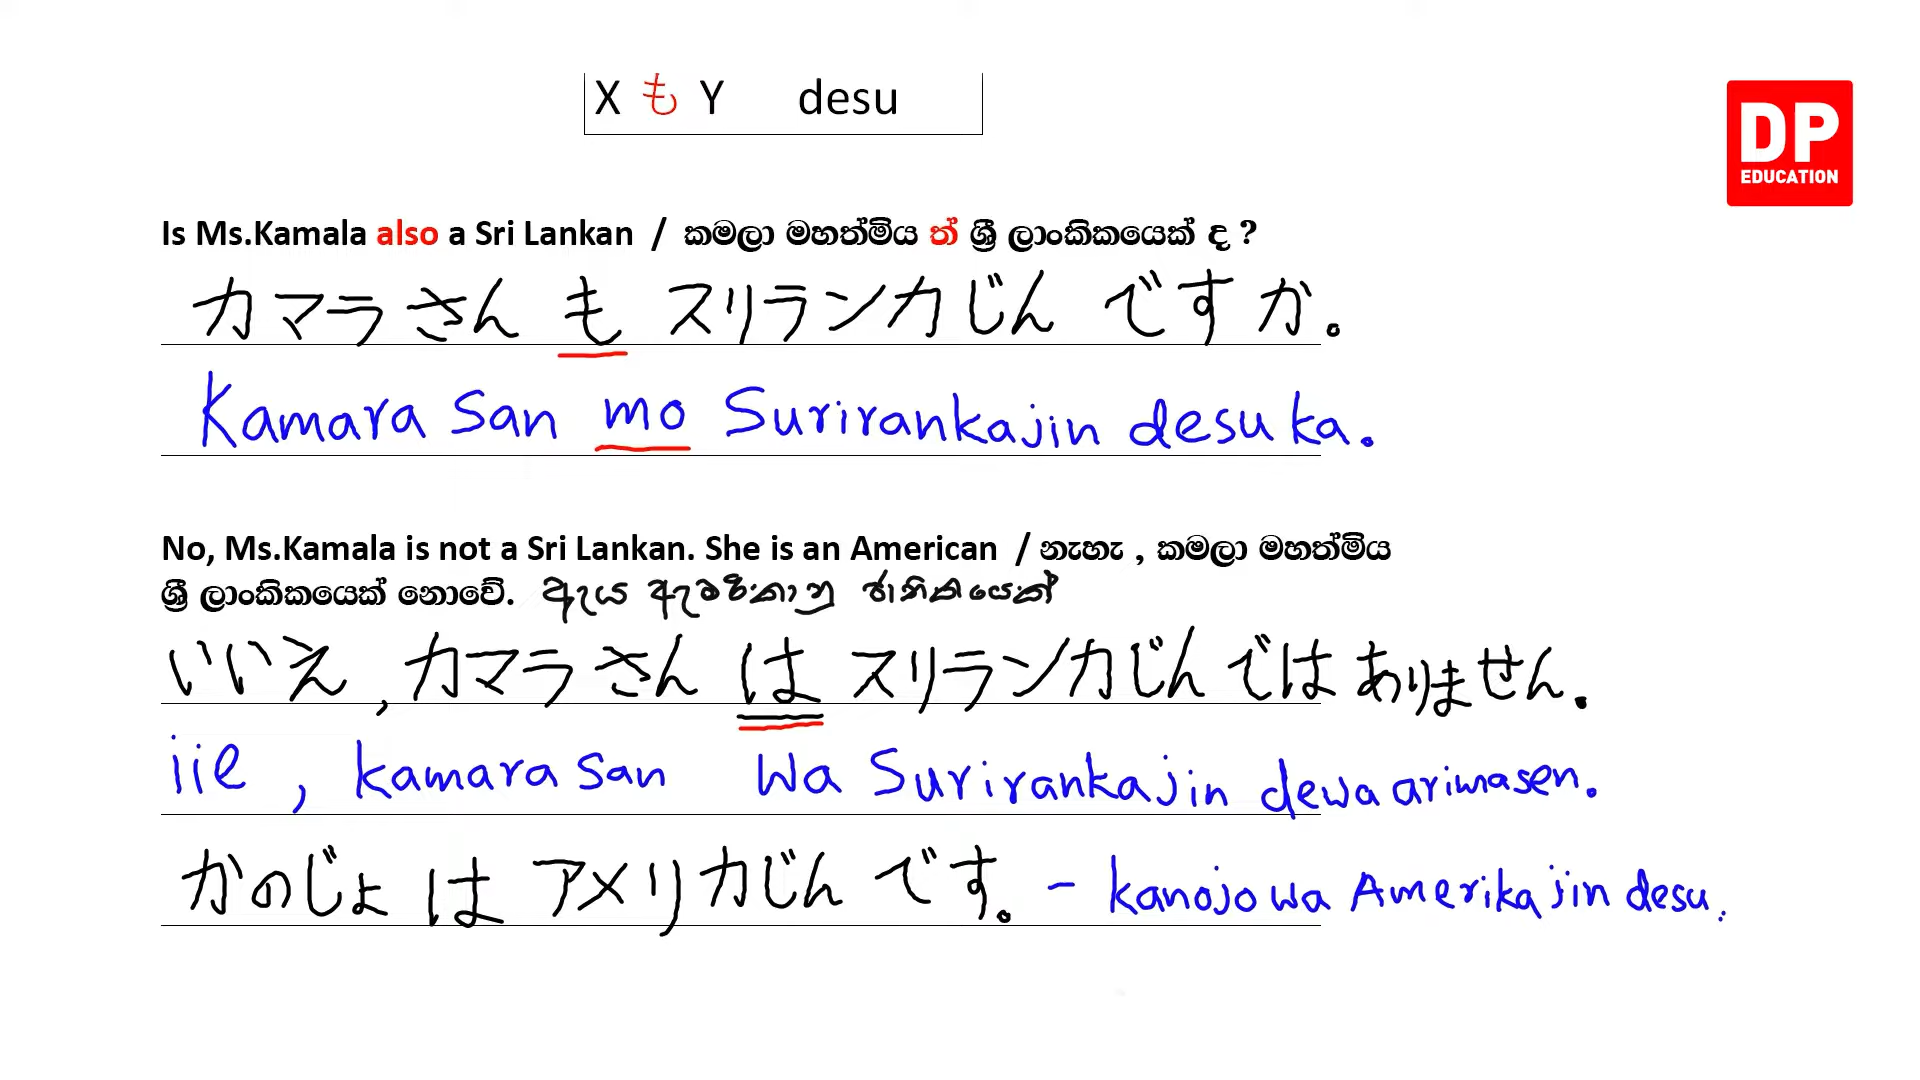 X も Y desu
DP
EDUCATION
Is Ms.Kamala also a Sri Lankan / කමලා මහත්මිය ත් ශ්‍රී ලාංකිකයෙක් ද ?
カマラさん も スリランカじん ですか。
Kamara san mo Surirankajin desu ka.
No, Ms.Kamala is not a Sri Lankan. She is an American / නැහැ , කමලා මහත්මිය
ශ්‍රී ලාංකිකයෙක් නොවේ. ඇය ඇමරිකානු ජාතිකයෙක්
いいえ, カマラさん は スリランカじんでは ありません.
iie , kamara san wa Surirankajin dewa arimasen.
かのじょ は アメリカじん です。 - kanojo wa Amerika jin desu.